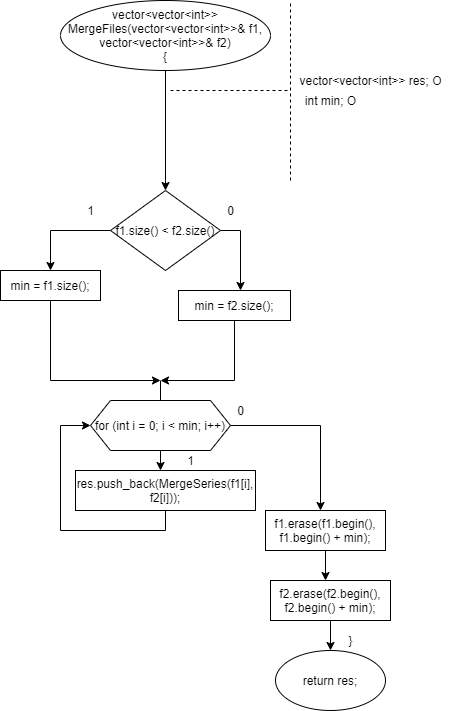 vector<vector<int>>
MergeFiles(vector<vector<int>>& f1,
vector<vector<int>>& f2)
{
vector<vector<int>> res; O
int min; O
1
0
f1.size() < f2.size()
min = f1.size();
min = f2.size();
0
for (int i = 0; i < min; i++)
1
res.push_back(MergeSeries(f1[i],
f2[i]));
f1.erase(f1.begin(),
f1.begin() + min);
f2.erase(f2.begin(),
f2.begin() + min);
}
return res;